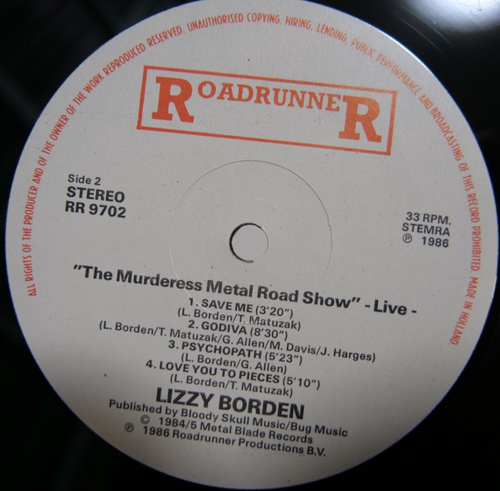 ALL RIGHTS OF THE PRODUCER AND OF THE OWNER OF THE WORK REPRODUCED RESERVED. UNAUTHORISED COPYING, HIRING, LENDING, PUBLIC PERFORMANCE AND BROADCASTING OF THIS RECORD PROHIBITED. MADE IN HOLLAND
ROADRUNNER
Side 2
STEREO
RR 9702
33 RPM.
STEMRA
℗ 1986
"The Murderess Metal Road Show" - Live -
1. SAVE ME (3'20")
(L. Borden/T. Matuzak)
2. GODIVA (8'30")
(L. Borden/T. Matuzak/G. Allen/M. Davis/J. Harges)
3. PSYCHOPATH (5'23")
(L. Borden/G. Allen)
4. LOVE YOU TO PIECES (5'10")
(L. Borden/T. Matuzak)
LIZZY BORDEN
Published by Bloody Skull Music/Bug Music
© 1984/5 Metal Blade Records
℗ 1986 Roadrunner Productions B.V.